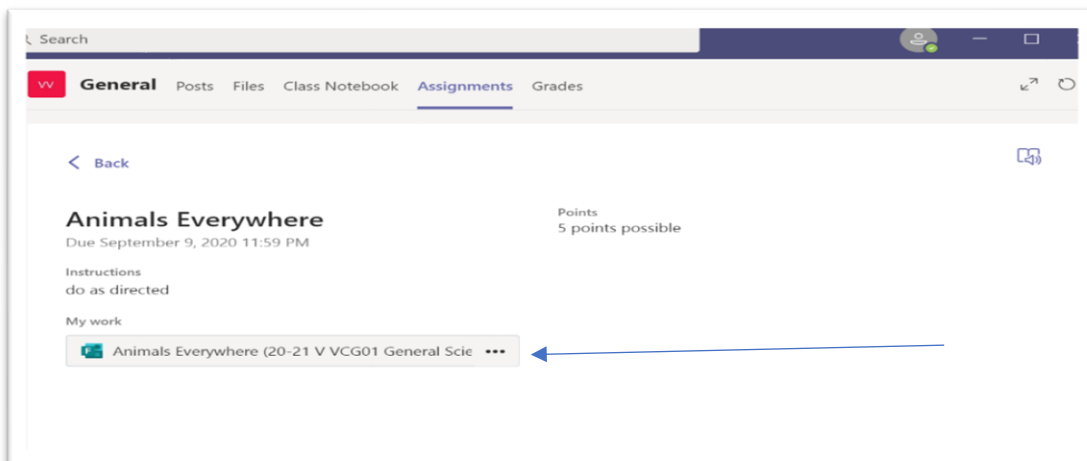 Search
VV General Posts Files Class Notebook Assignments Grades
Back
Animals Everywhere
Due September 9, 2020 11:59 PM
Points
5 points possible
Instructions
do as directed
My work
Animals Everywhere (20-21 V VCG01 General Scie •••